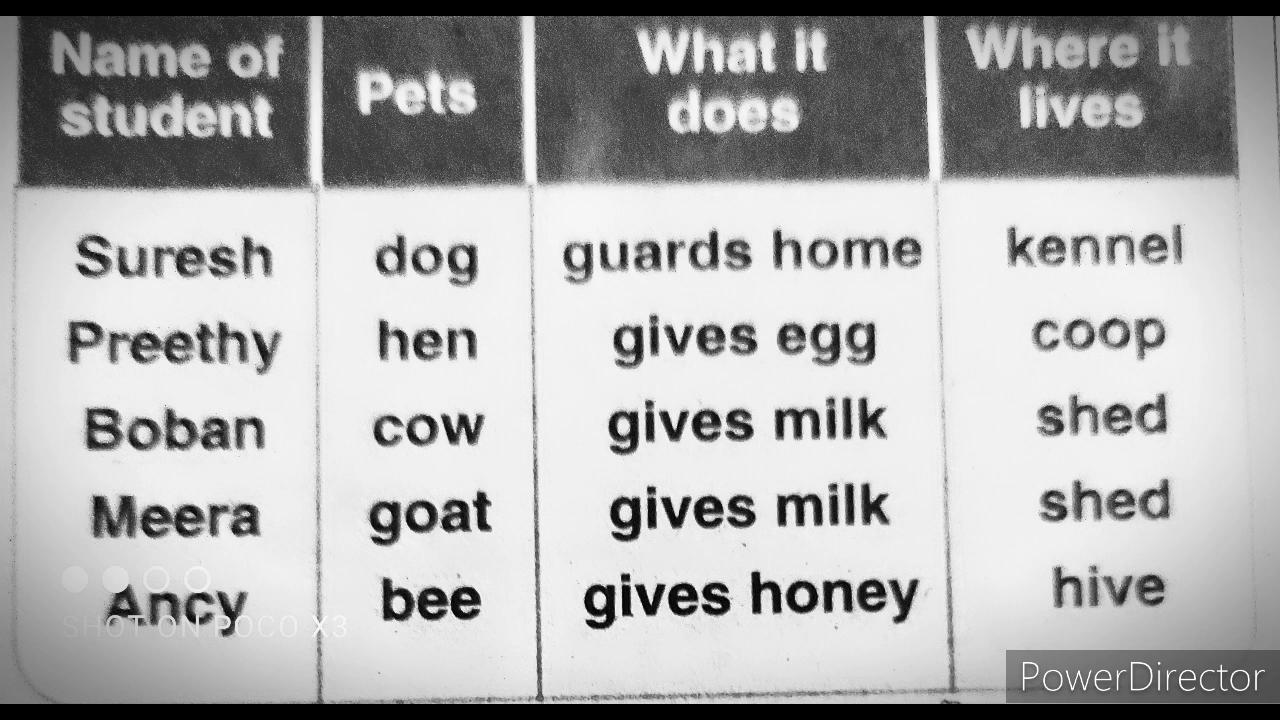 Name of student | Pets | What it does | Where it lives
Suresh | dog | guards home | kennel
Preethy | hen | gives egg | coop
Boban | cow | gives milk | shed
Meera | goat | gives milk | shed
Ancy | bee | gives honey | hive
SHOT ON POCO X3
PowerDirector